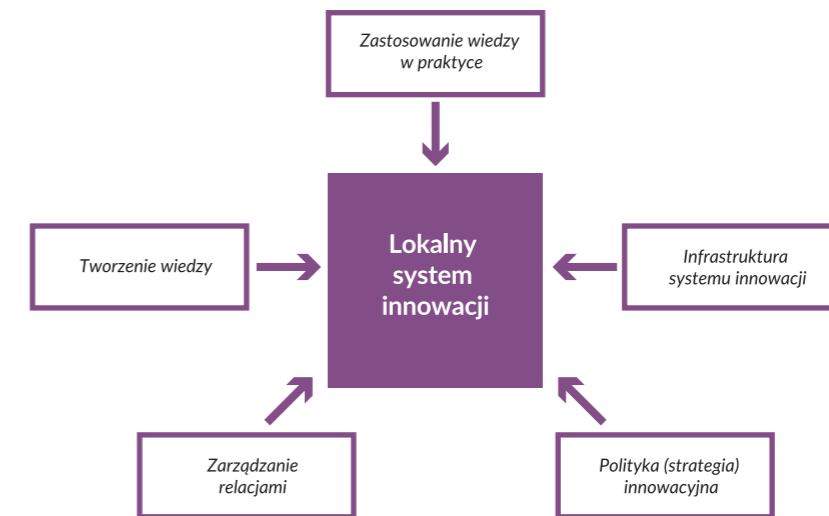 Zastosowanie wiedzy
w praktyce
Tworzenie wiedzy
Lokalny
system
innowacji
Infrastruktura
systemu innowacji
Zarządzanie
relacjami
Polityka (strategia)
innowacyjna